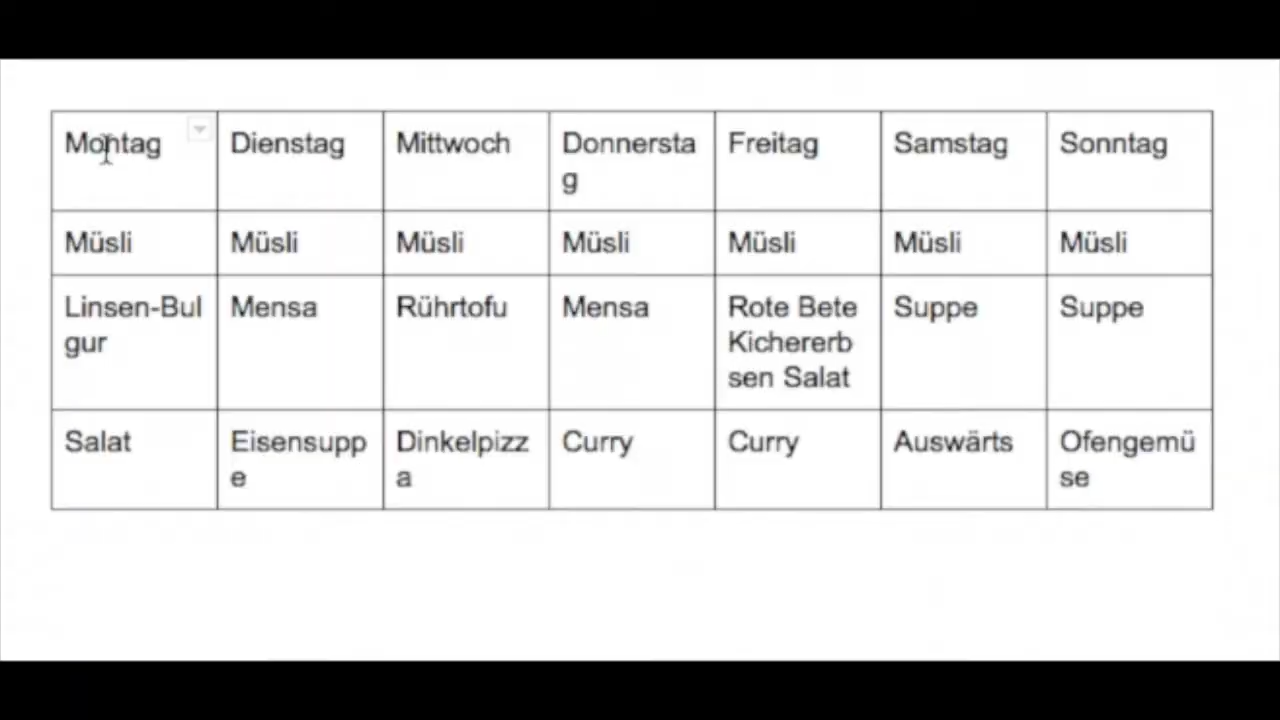 Montag Dienstag Mittwoch Donnersta Freitag Samstag Sonntag
g
Müsli Müsli Müsli Müsli Müsli Müsli Müsli
Linsen-Bul Mensa Rührtofu Mensa Rote Bete Suppe Suppe
gur Kichererb
sen Salat
Salat Eisensupp Dinkelpizz Curry Curry Auswärts Ofengemü
e a se